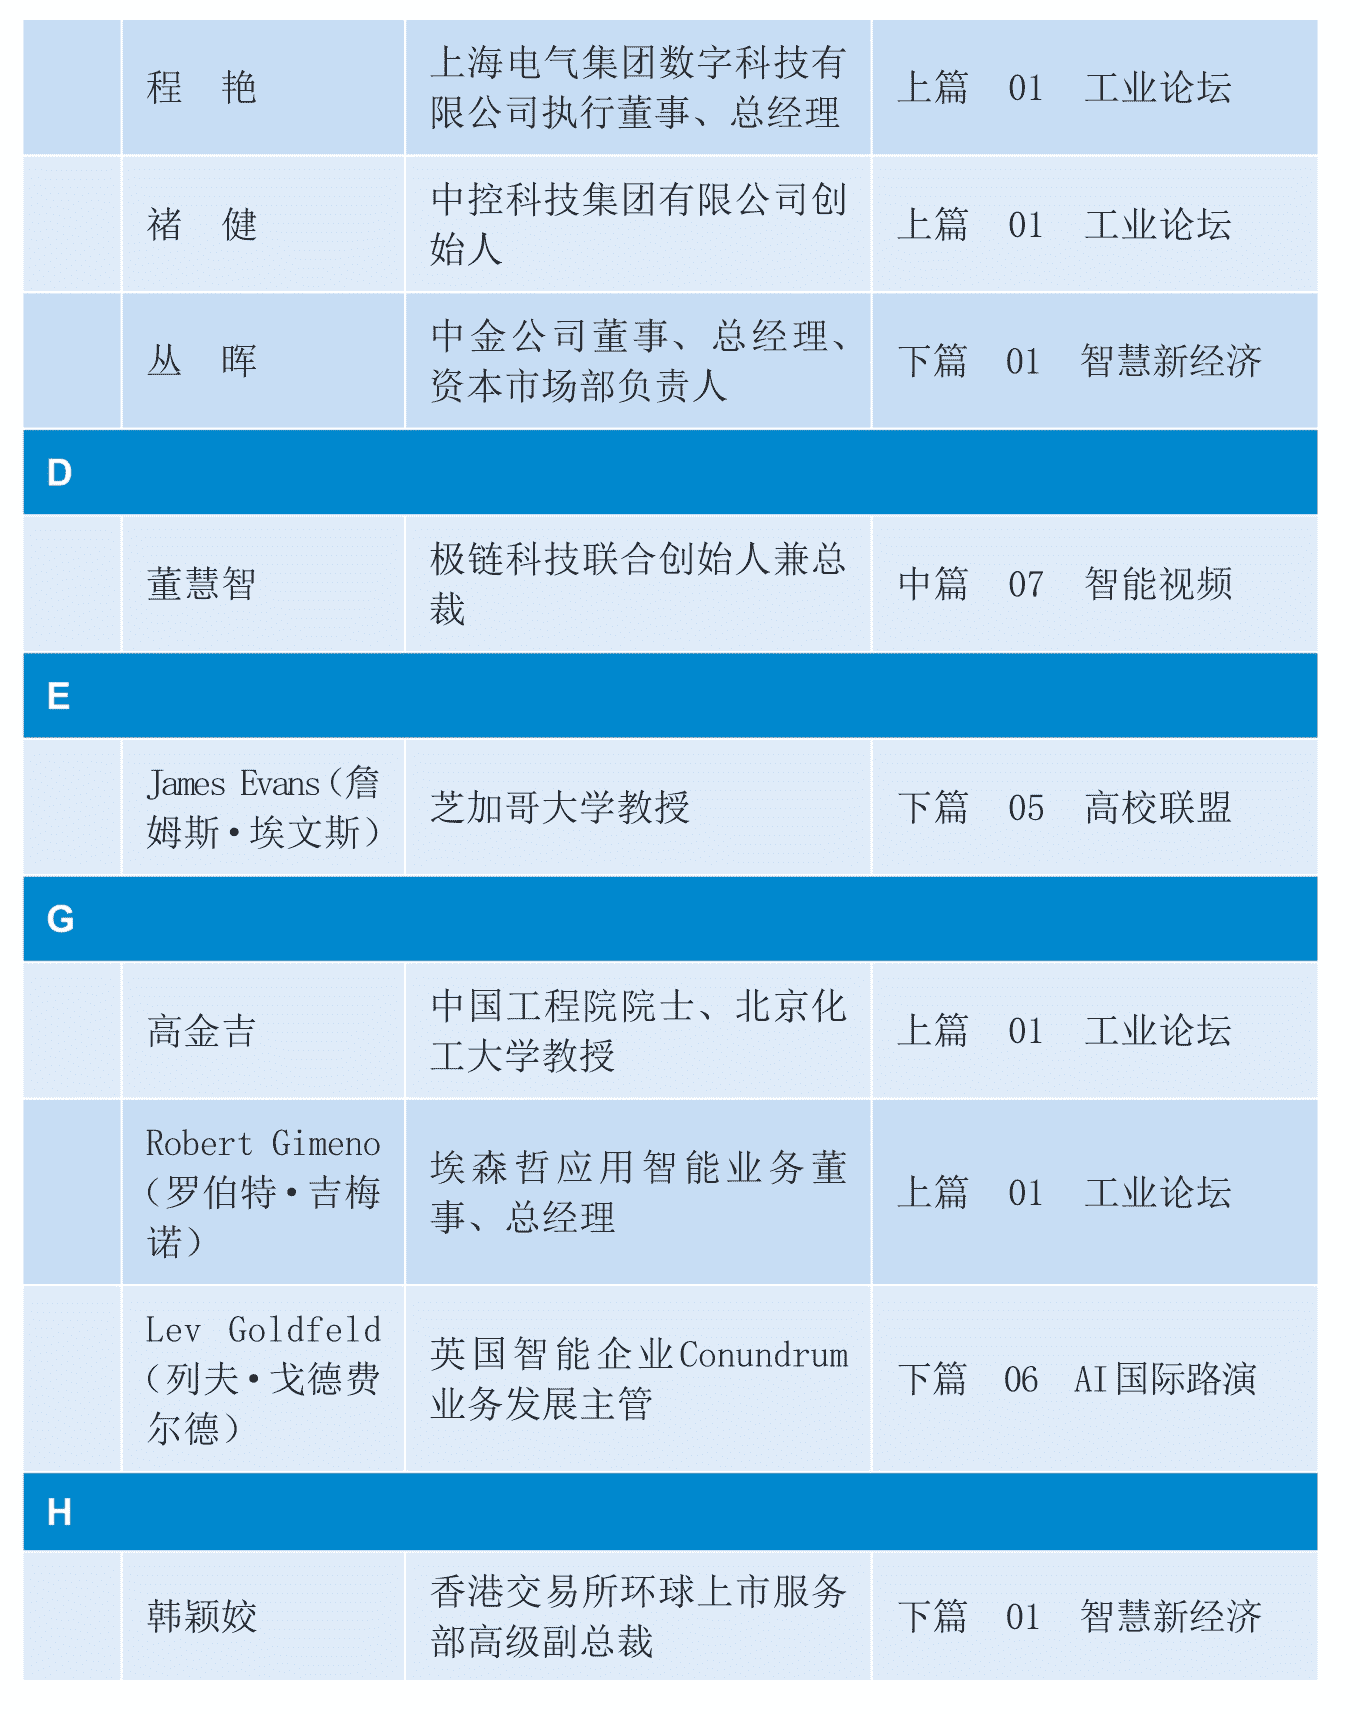 程　艳
上海电气集团数字科技有
限公司执行董事、总经理
上篇　01　工业论坛
褚　健
中控科技集团有限公司创
始人
上篇　01　工业论坛
丛　晖
中金公司董事、总经理、
资本市场部负责人
下篇　01　智慧新经济
D
董慧智
极链科技联合创始人兼总
裁
中篇　07　智能视频
E
James Evans（詹
姆斯·埃文斯）
芝加哥大学教授
下篇　05　高校联盟
G
高金吉
中国工程院院士、北京化
工大学教授
上篇　01　工业论坛
Robert Gimeno
（罗伯特·吉梅
诺）
埃森哲应用智能业务董
事、总经理
上篇　01　工业论坛
Lev Goldfeld
（列夫·戈德费
尔德）
英国智能企业Conundrum
业务发展主管
下篇　06　AI国际路演
H
韩颖姣
香港交易所环球上市服务
部高级副总裁
下篇　01　智慧新经济